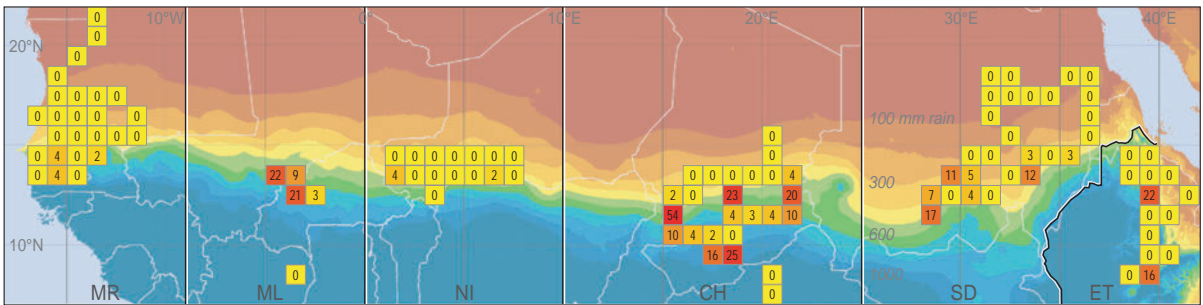 0 10°W 0° 10°E 20°E 30°E 40°E
0
20°N
0
0 0 0 0 0
0 0 0 0 0 0 0 0 0
0 0 0 0 0 100 mm rain 0 0
0 0 0 0 0 0 0 0
0 4 0 2 0 0 0 0 0 0 0 0 0 0 3 0 3 0 0
0 4 0 22 9 4 0 0 0 0 2 0 0 0 0 0 0 4 11 5 0 12 0 0
300
21 3 0 2 0 23 20 7 0 4 0 0 22 0
54 4 3 4 10 17 0 0
10 4 2 0 600 0 0
10°N
16 25 0 0
0 0 1000 0 16
MR ML NI CH 0 SD ET